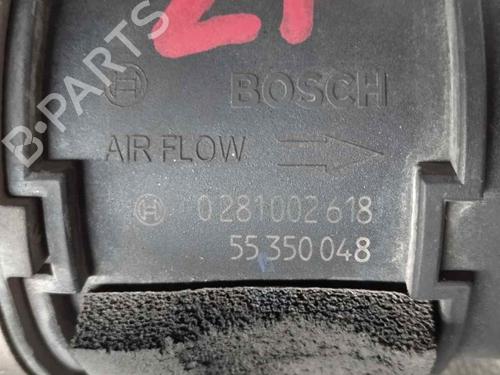 21
B-PARTS
BOSCH
AIR FLOW
0 281 002 618
55 350 048